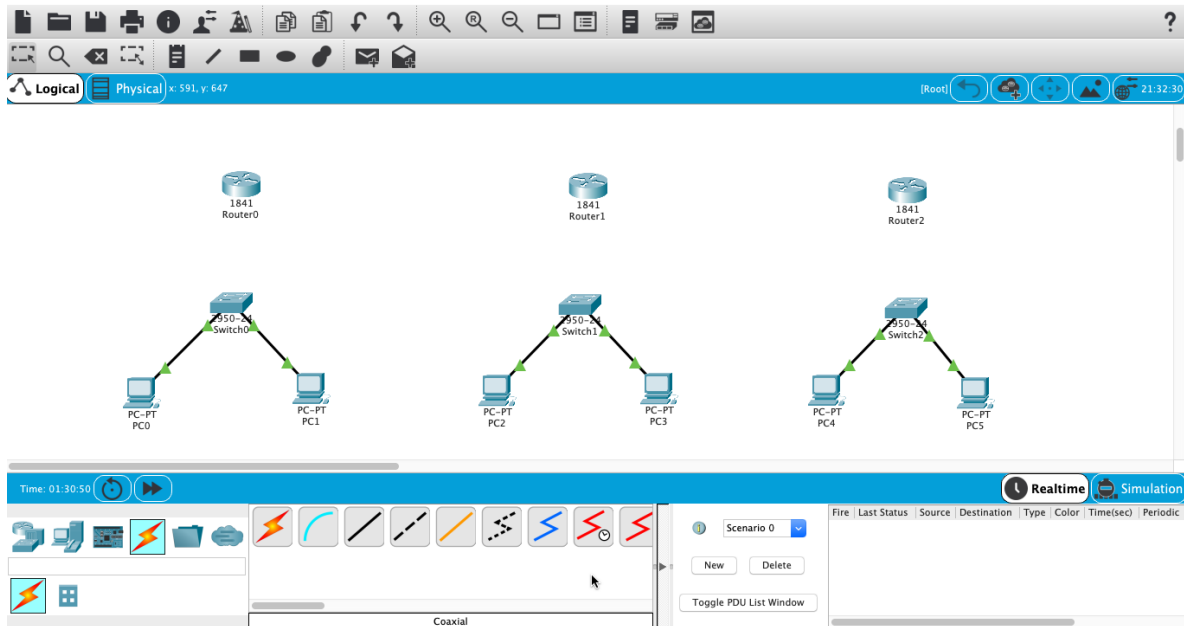 ?
Logical
Physical
x: 591, y: 647
[Root]
21:32:30
1841
Router0
1841
Router1
1841
Router2
2950-24
Switch0
2950-24
Switch1
2950-24
Switch2
PC-PT
PC0
PC-PT
PC1
PC-PT
PC2
PC-PT
PC3
PC-PT
PC4
PC-PT
PC5
Time: 01:30:50
Realtime
Simulation
Fire Last Status Source Destination Type Color Time(sec) Periodic
Scenario 0
New
Delete
Toggle PDU List Window
Coaxial